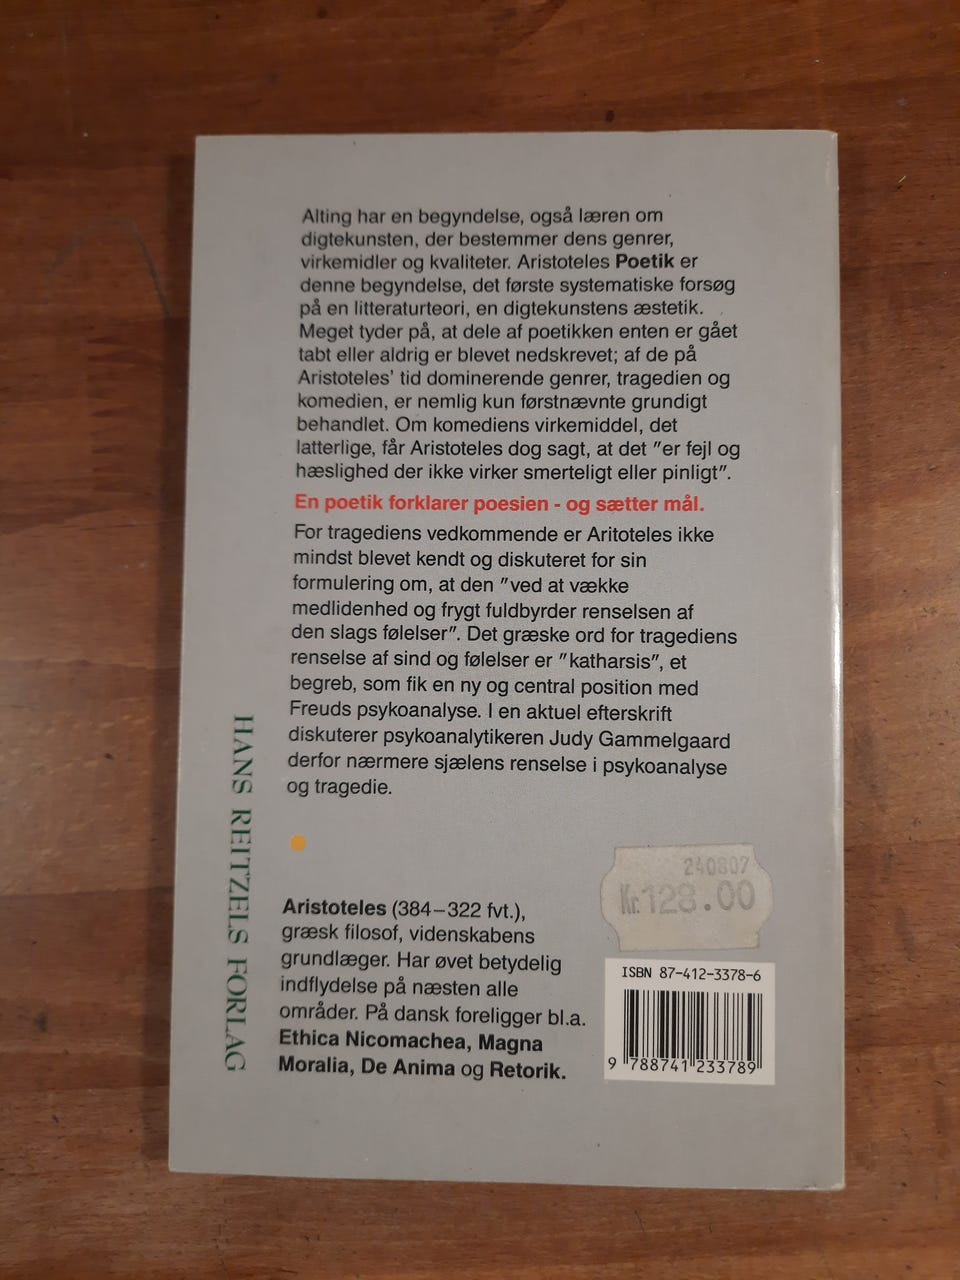 Alting har en begyndelse, også læren om
digtekunsten, der bestemmer dens genrer,
virkemidler og kvaliteter. Aristoteles Poetik er
denne begyndelse, det første systematiske forsøg
på en litteraturteori, en digtekunstens æstetik.
Meget tyder på, at dele af poetikken enten er gået
tabt eller aldrig er blevet nedskrevet; af de på
Aristoteles' tid dominerende genrer, tragedien og
komedien, er nemlig kun førstnævnte grundigt
behandlet. Om komediens virkemiddel, det
latterlige, får Aristoteles dog sagt, at det "er fejl og
hæslighed der ikke virker smerteligt eller pinligt".
En poetik forklarer poesien - og sætter mål.
For tragediens vedkommende er Aritoteles ikke
mindst blevet kendt og diskuteret for sin
formulering om, at den "ved at vække
medlidenhed og frygt fuldbyrder renselsen af
den slags følelser". Det græske ord for tragediens
renselse af sind og følelser er "katharsis", et
begreb, som fik en ny og central position med
Freuds psykoanalyse. I en aktuel efterskrift
diskuterer psykoanalytikeren Judy Gammelgaard
derfor nærmere sjælens renselse i psykoanalyse
og tragedie.
HANS REITZELS FORLAG
Aristoteles (384–322 fvt.),
græsk filosof, videnskabens
grundlæger. Har øvet betydelig
indflydelse på næsten alle
områder. På dansk foreligger bl.a.
Ethica Nicomachea, Magna
Moralia, De Anima og Retorik.
240807
Kr. 128.00
ISBN 87-412-3378-6
9 788741 233789